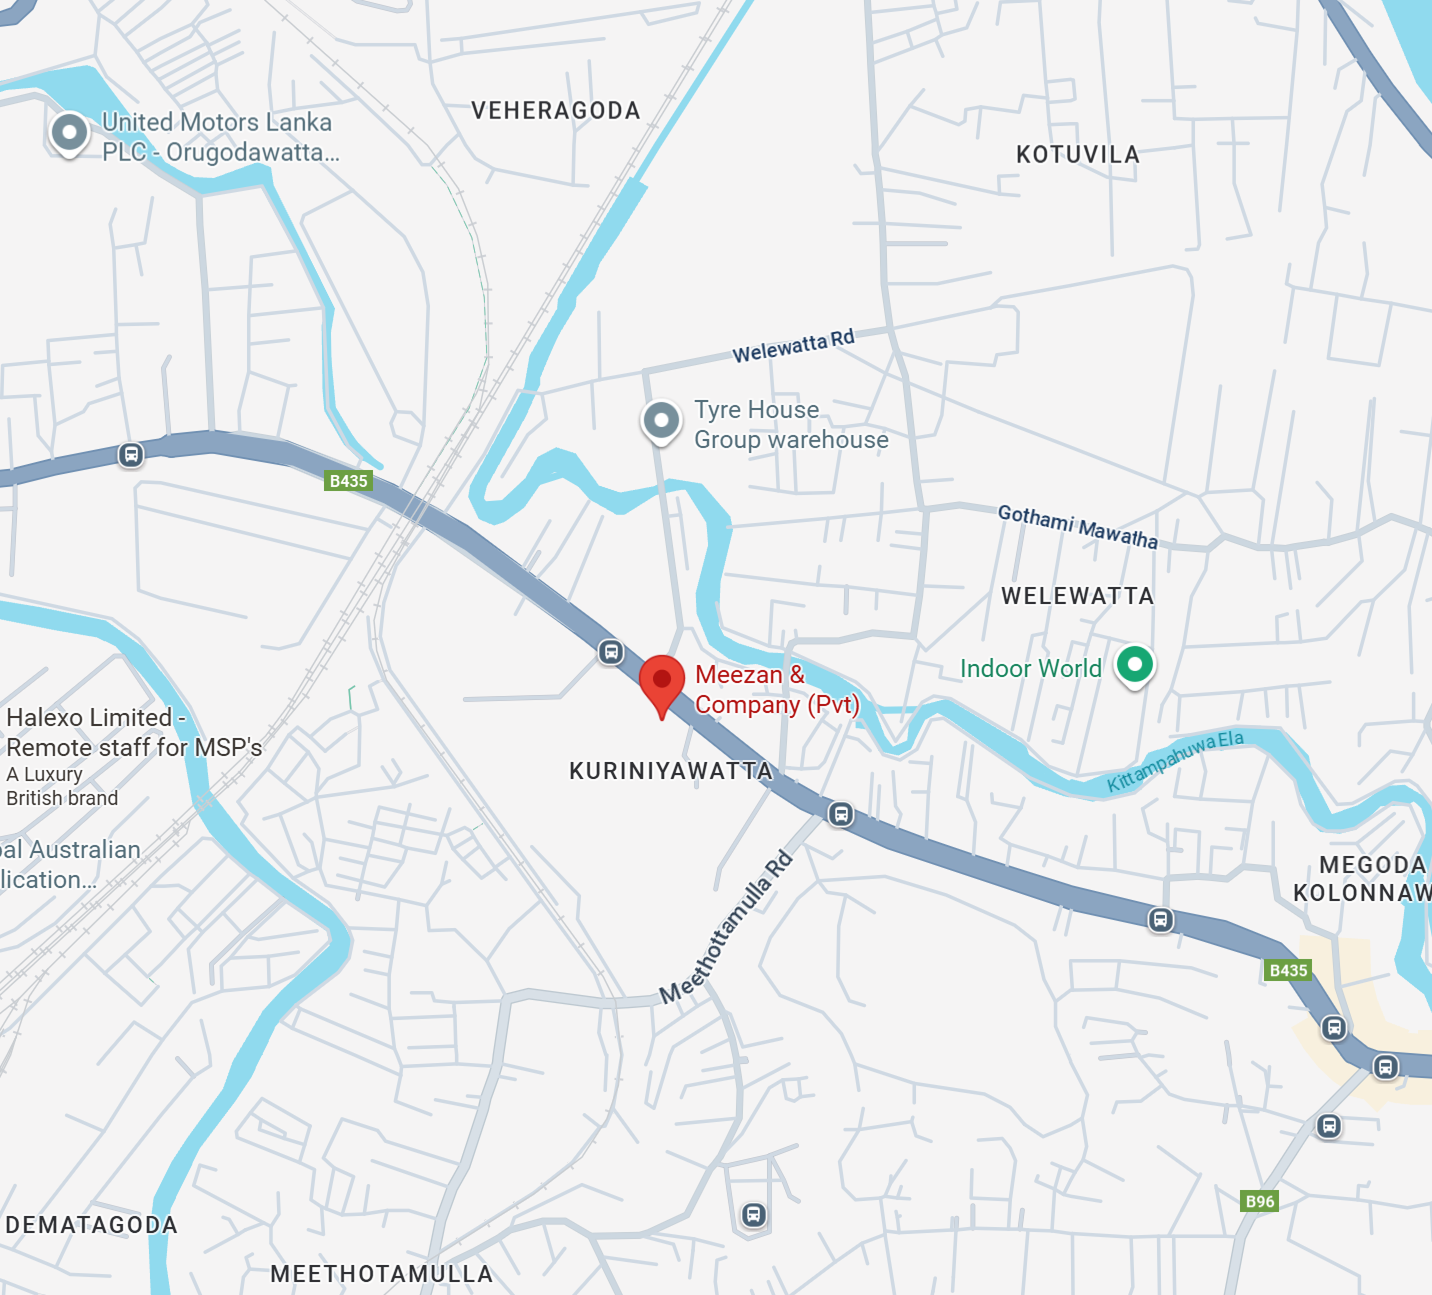 VEHERAGODA
United Motors Lanka
PLC - Orugodawatta...
KOTUVILA
Welewatta Rd
Tyre House
Group warehouse
B435
Gothami Mawatha
WELEWATTA
Indoor World
Meezan &
Company (Pvt)
Halexo Limited -
Remote staff for MSP's
A Luxury
British brand
KURINIYAWATTA
Kittampahuwa Ela
al Australian
lication...
Meethottamulla Rd
MEGODA
KOLONNAW
B435
B96
DEMATAGODA
MEETHOTAMULLA